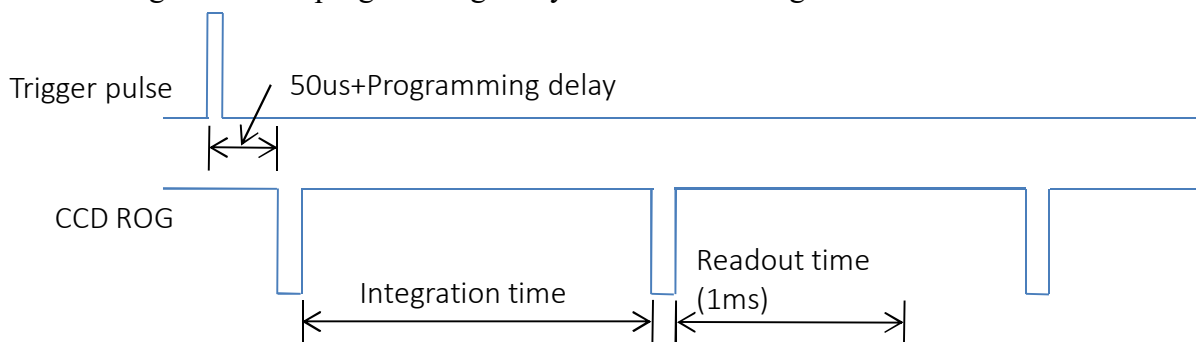 Trigger pulse
50us+Programming delay
CCD ROG
Integration time
Readout time
(1ms)